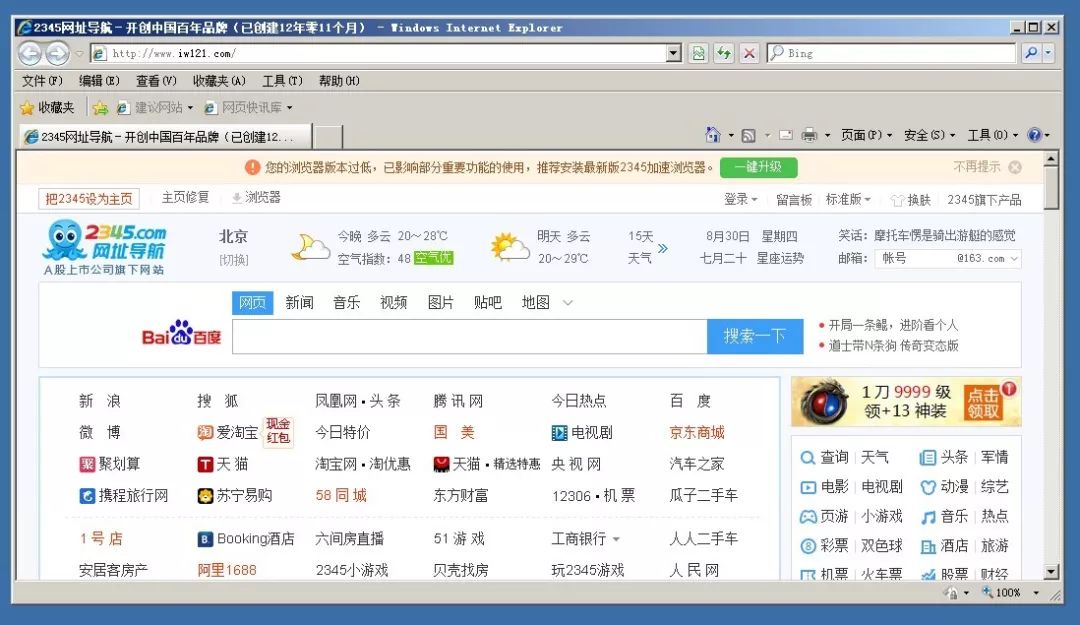 2345网址导航－开创中国百年品牌（已创建12年零11个月） - Windows Internet Explorer
http://www.iw121.com/
Bing
文件(F) 编辑(E) 查看(V) 收藏夹(A) 工具(T) 帮助(H)
收藏夹 建议网站 网页快讯库
2345网址导航－开创中国百年品牌（已创建12... 页面(P) 安全(S) 工具(O)
您的浏览器版本过低，已影响部分重要功能的使用，推荐安装最新版2345加速浏览器。 一键升级 不再提示
把2345设为主页 主页修复 浏览器 登录 留言板 标准版 换肤 2345旗下产品
2345.com 网址导航
A股上市公司旗下网站
北京
[切换]
今晚 多云 20～28℃
空气指数：48 空气优
明天 多云
20～29℃
15天
天气
8月30日 星期四
七月二十 星座运势
笑话：摩托车愣是骑出游艇的感觉
邮箱：帐号 @163.com
网页 新闻 音乐 视频 图片 贴吧 地图
Bai du 百度 搜索一下
开局一条鲲，进阶看个人
道士带N条狗 传奇变态版
新 浪 搜 狐 凤凰网·头条 腾讯网 今日热点 百 度
微 博 爱淘宝 现金红包 今日特价 国 美 电视剧 京东商城
聚 聚划算 T 天猫 淘宝网·淘优惠 天猫·精选特惠 央视网 汽车之家
携程旅行网 苏宁易购 58同城 东方财富 12306·机票 瓜子二手车
1号店 B Booking酒店 六间房直播 51游戏 工商银行 人人二手车
安居客房产 阿里1688 2345小游戏 贝壳找房 玩2345游戏 人民网
1刀9999级
领+13神装
点击领取 1
查询 天气 头条 军情
电影 电视剧 动漫 综艺
页游 小游戏 音乐 热点
彩票 双色球 酒店 旅游
机票 火车票 股票 财经
100%